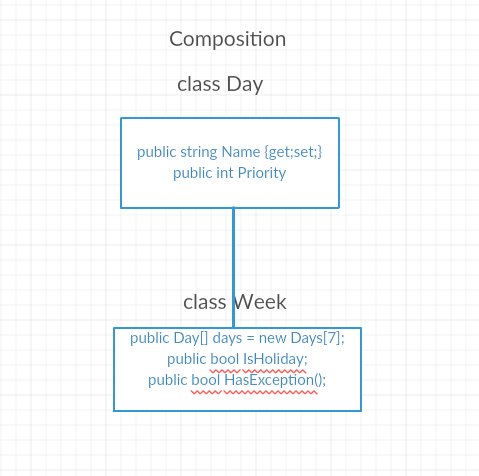 Composition
class Day
public string Name {get;set;}
public int Priority
class Week
public Day[] days = new Days[7];
public bool IsHoliday;
public bool HasException();